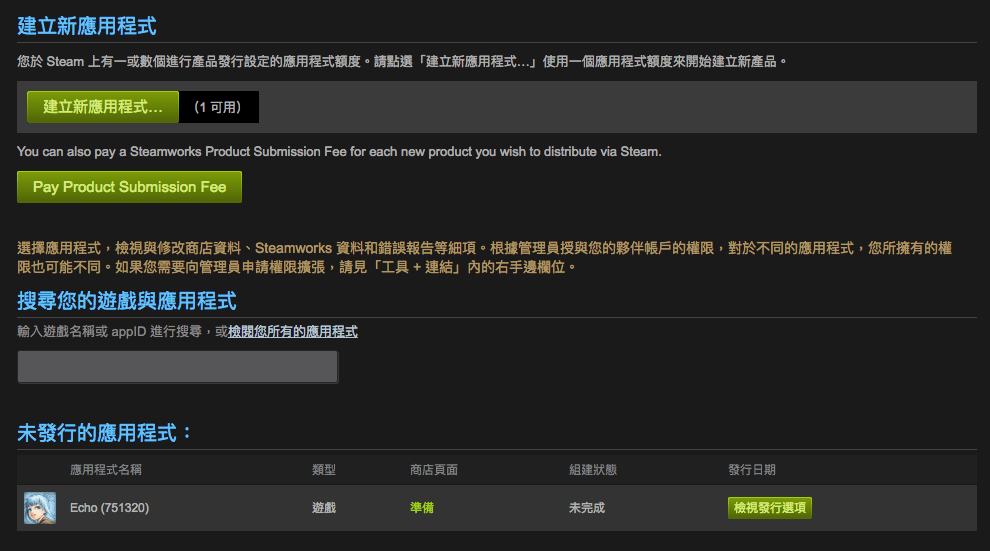 建立新應用程式
您於 Steam 上有一或數個進行產品發行設定的應用程式額度。請點選「建立新應用程式...」使用一個應用程式額度來開始建立新產品。
建立新應用程式... (1 可用)
You can also pay a Steamworks Product Submission Fee for each new product you wish to distribute via Steam.
Pay Product Submission Fee
選擇應用程式，檢視與修改商店資料、Steamworks 資料和錯誤報告等細項。根據管理員授與您的夥伴帳戶的權限，對於不同的應用程式，您所擁有的權
限也可能不同。如果您需要向管理員申請權限擴張，請見「工具 + 連結」內的右手邊欄位。
搜尋您的遊戲與應用程式
輸入遊戲名稱或 appID 進行搜尋，或檢閱您所有的應用程式
未發行的應用程式：
應用程式名稱 類型 商店頁面 組建狀態 發行日期
Echo (751320) 遊戲 準備 未完成 檢視發行選項